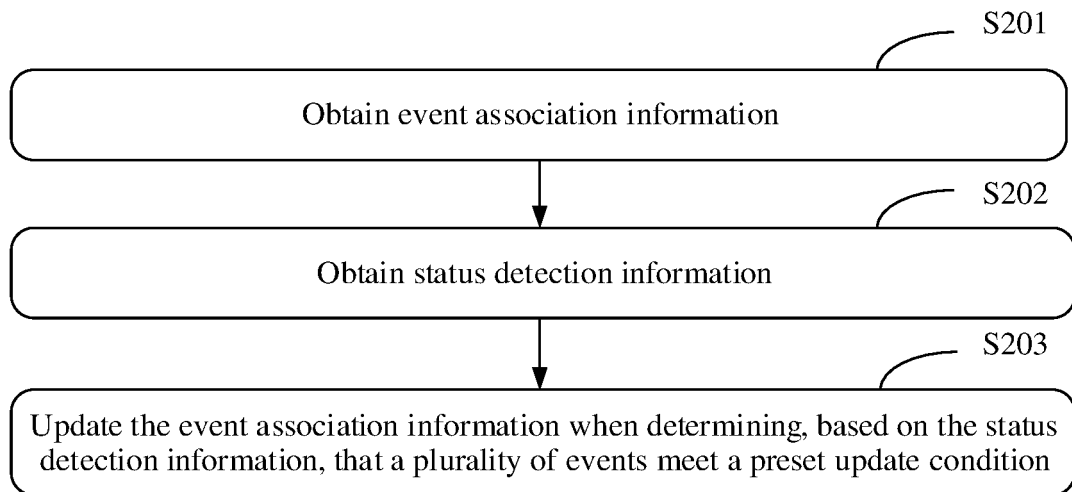 S201
Obtain event association information
S202
Obtain status detection information
S203
Update the event association information when determining, based on the status
detection information, that a plurality of events meet a preset update condition